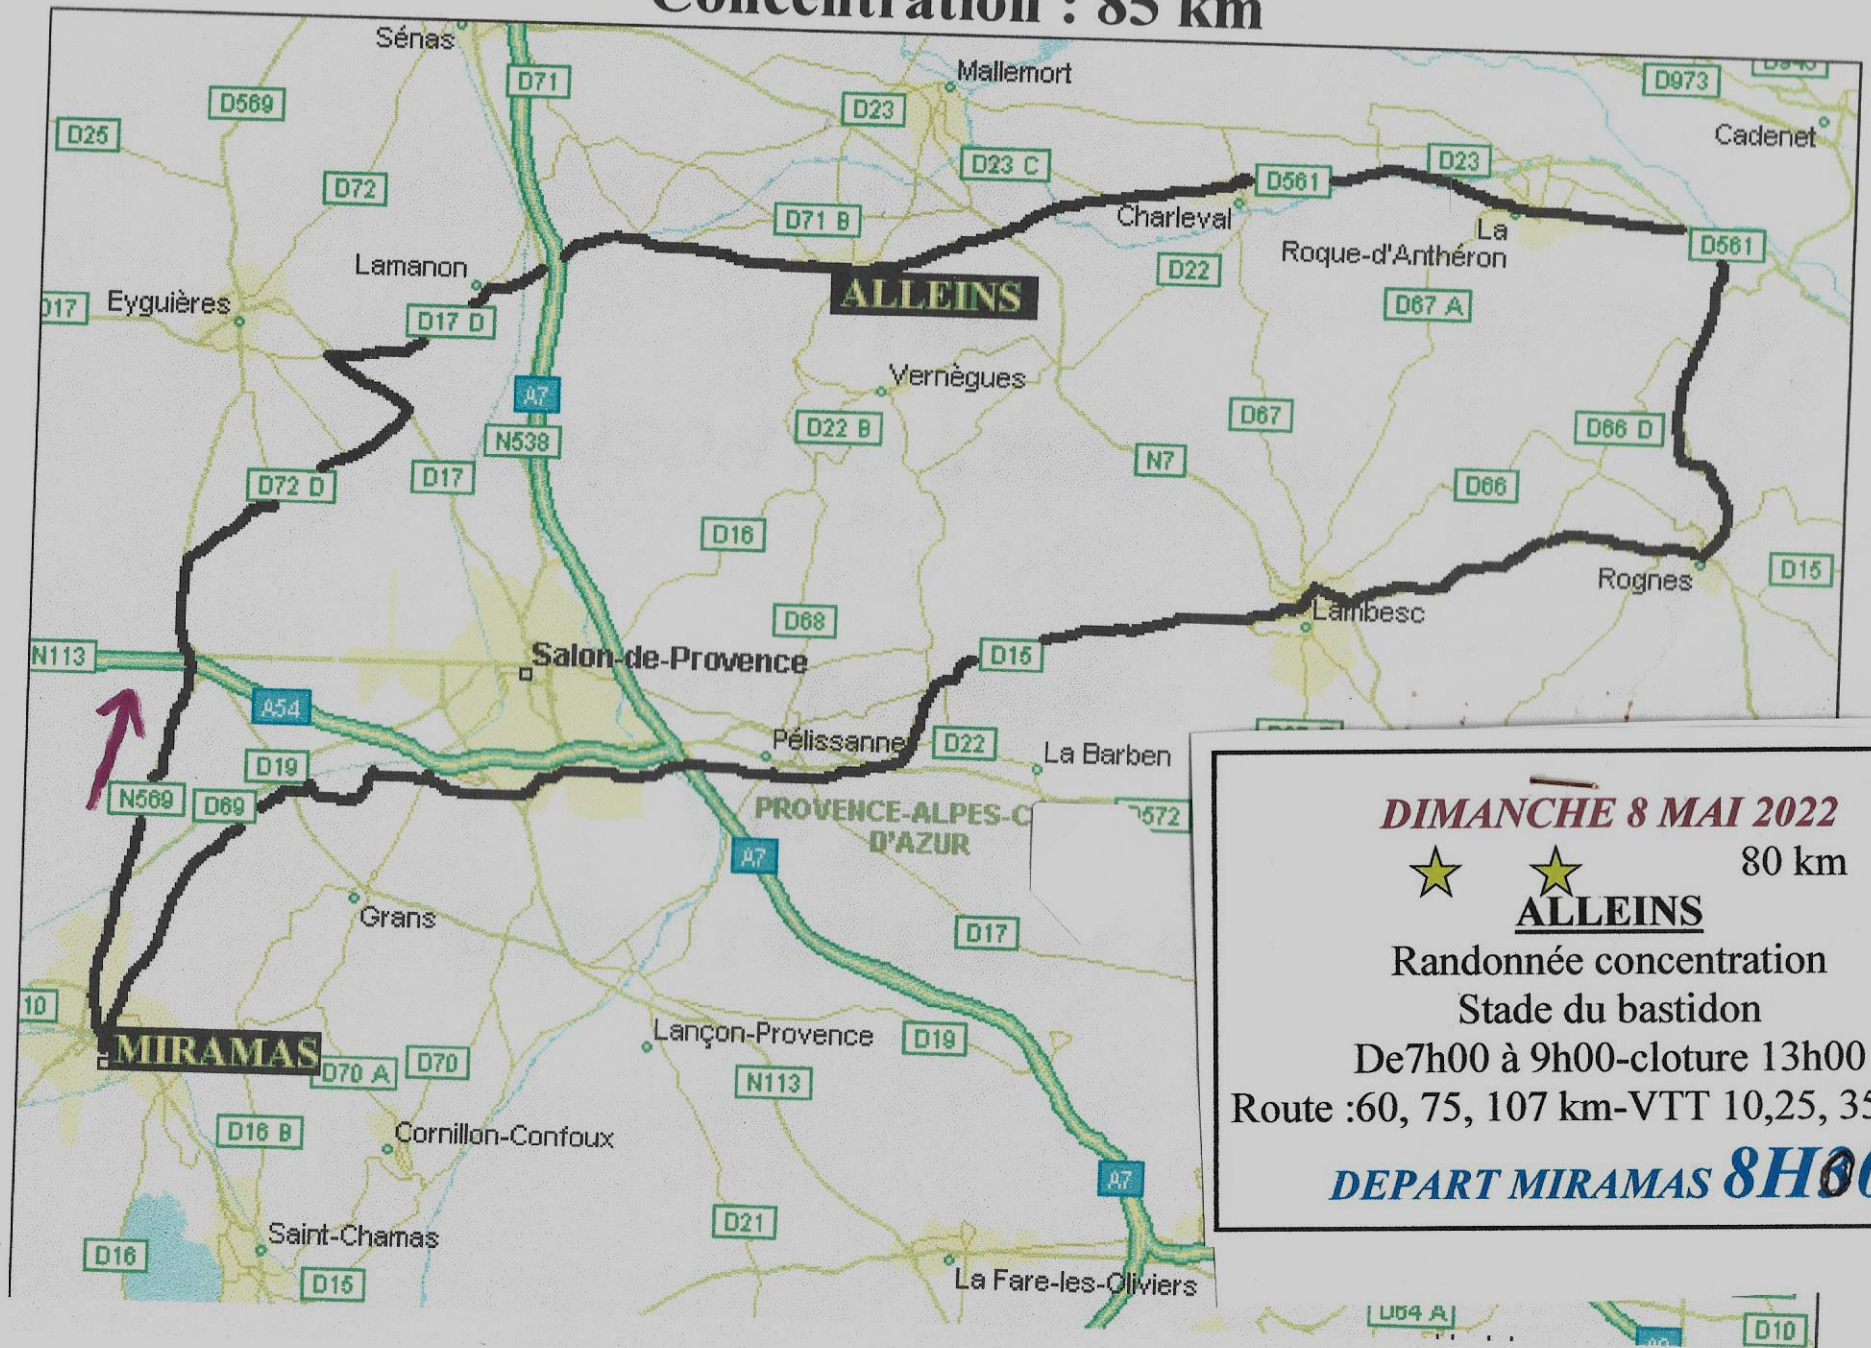 Concentration : 85 km
Sénas
D71
Mallemort
D973
D569
D23
D25
Cadenet
D72
D23 C
D23
D561
D71 B
Charleval
La
Roque-d'Anthéron
D561
Lamanon
D22
D17
Eyguières
D17 D
ALLEINS
D67 A
A7
Vernègues
N538
D22 B
D67
D66 D
D72 D
D17
N7
D66
D16
Rognes
D15
D68
Lambesc
N113
Salon-de-Provence
D15
A54
Pélissanne
D22
La Barben
D19
N569
D69
PROVENCE-ALPES-C
D'AZUR
D572
A7
Grans
D17
10
MIRAMAS
Lançon-Provence
D19
D70 A
D70
N113
D16 B
Cornillon-Confoux
A7
D21
Saint-Chamas
D16
D15
La Fare-les-Oliviers
D64 A
D10
DIMANCHE 8 MAI 2022
80 km
ALLEINS
Randonnée concentration
Stade du bastidon
De7h00 à 9h00-cloture 13h00
Route :60, 75, 107 km-VTT 10,25, 35
DEPART MIRAMAS 8H00